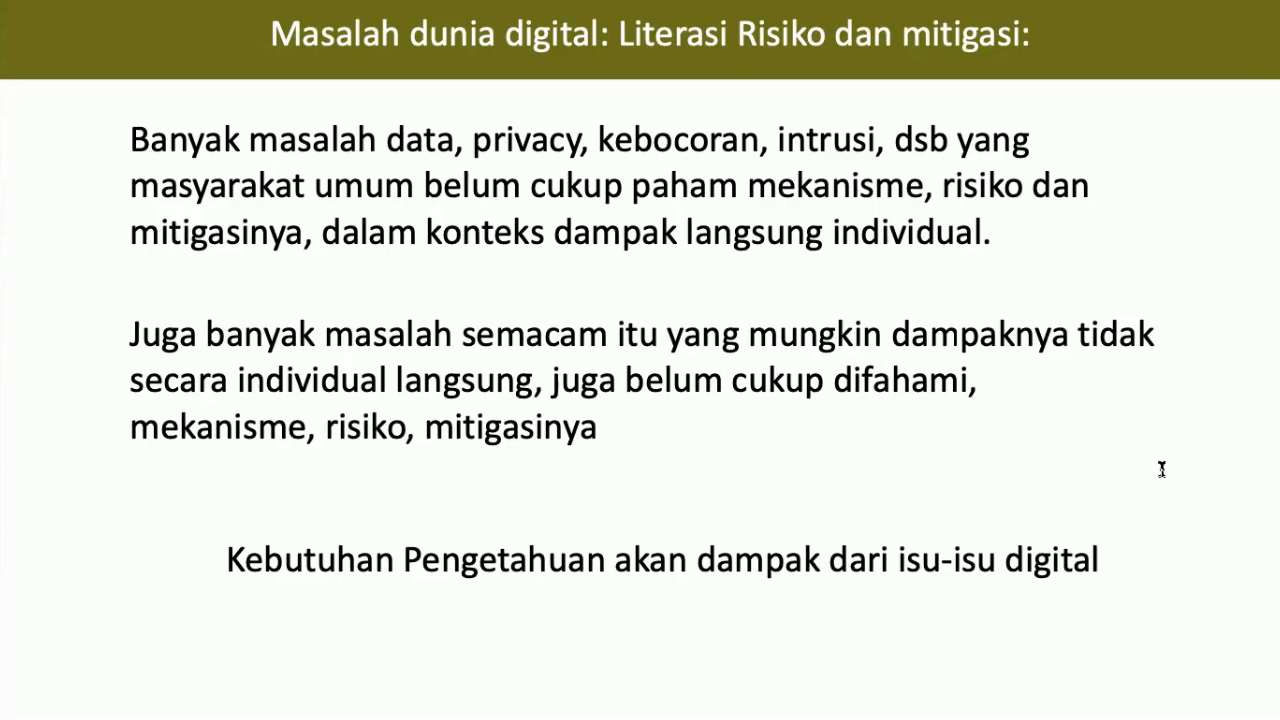 Masalah dunia digital: Literasi Risiko dan mitigasi:
Banyak masalah data, privacy, kebocoran, intrusi, dsb yang
masyarakat umum belum cukup paham mekanisme, risiko dan
mitigasinya, dalam konteks dampak langsung individual.
Juga banyak masalah semacam itu yang mungkin dampaknya tidak
secara individual langsung, juga belum cukup difahami,
mekanisme, risiko, mitigasinya
Kebutuhan Pengetahuan akan dampak dari isu-isu digital